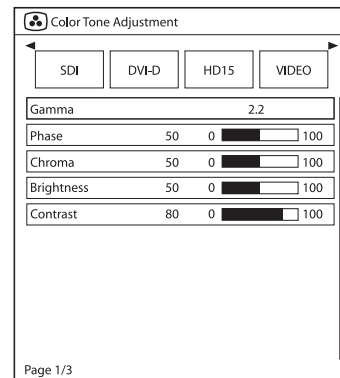 Color Tone Adjustment
SDI DVI-D HD15 VIDEO
Gamma 2.2
Phase 50 0 100
Chroma 50 0 100
Brightness 50 0 100
Contrast 80 0 100
Page 1/3